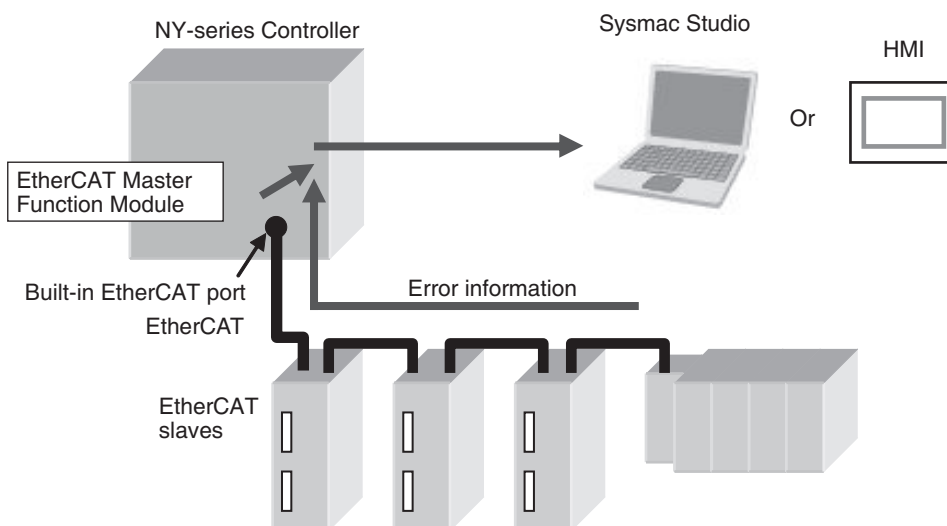 NY-series Controller
Sysmac Studio
HMI
Or
EtherCAT Master
Function Module
Built-in EtherCAT port
Error information
EtherCAT
EtherCAT
slaves